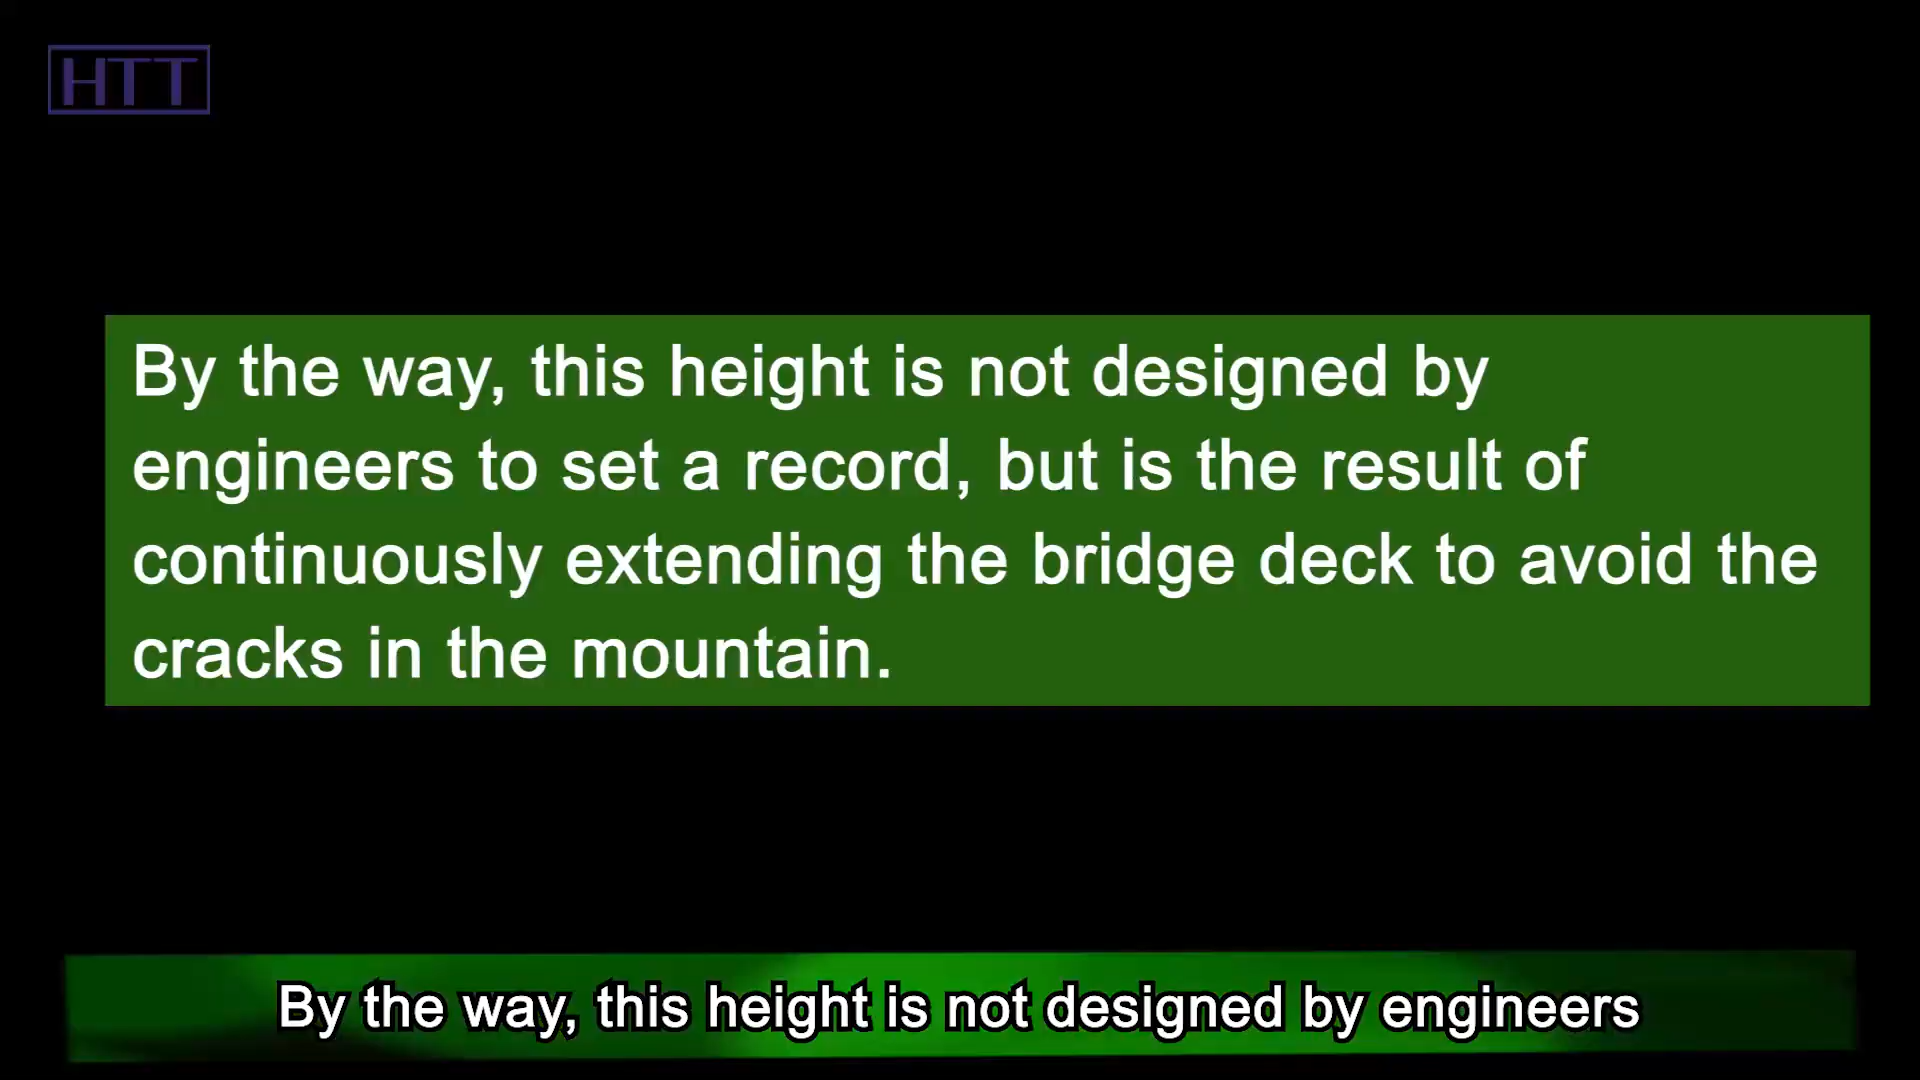 HTT
By the way, this height is not designed by
engineers to set a record, but is the result of
continuously extending the bridge deck to avoid the
cracks in the mountain.
By the way, this height is not designed by engineers